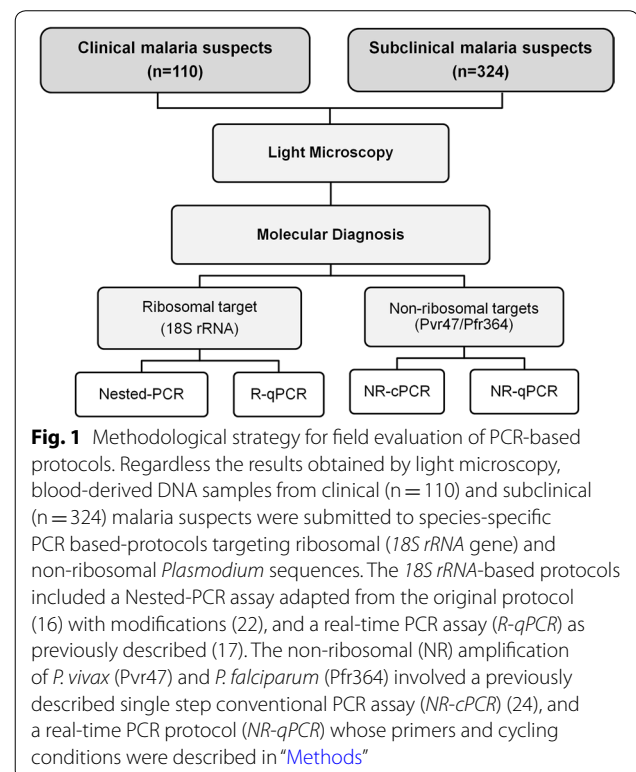 Clinical malaria suspects
(n=110)
Subclinical malaria suspects
(n=324)
Light Microscopy
Molecular Diagnosis
Ribosomal target
(18S rRNA)
Non-ribosomal targets
(Pvr47/Pfr364)
Nested-PCR
R-qPCR
NR-cPCR
NR-qPCR
Fig. 1 Methodological strategy for field evaluation of PCR-based
protocols. Regardless the results obtained by light microscopy,
blood-derived DNA samples from clinical (n = 110) and subclinical
(n = 324) malaria suspects were submitted to species-specific
PCR based-protocols targeting ribosomal (18S rRNA gene) and
non-ribosomal Plasmodium sequences. The 18S rRNA-based protocols
included a Nested-PCR assay adapted from the original protocol
(16) with modifications (22), and a real-time PCR assay (R-qPCR) as
previously described (17). The non-ribosomal (NR) amplification
of P. vivax (Pvr47) and P. falciparum (Pfr364) involved a previously
described single step conventional PCR assay (NR-cPCR) (24), and
a real-time PCR protocol (NR-qPCR) whose primers and cycling
conditions were described in “Methods”